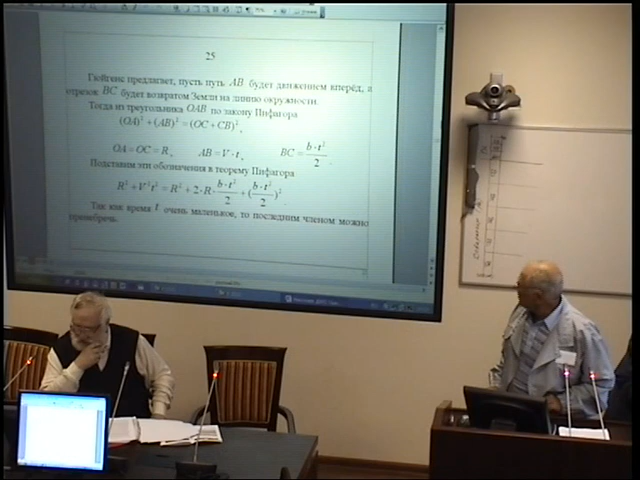 25
Гюйгенс предлагает, пусть путь AB будет движением вперёд, а
отрезок BC будет возвратом Земли на линию окружности.
Тогда из треугольника OAB по закону Пифагора
(OA)² + (AB)² = (OC + CB)²,
OA = OC = R, AB = V · t, BC = b · t² / 2 .
Подставим эти обозначения в теорему Пифагора
R² + V²t² = R² + 2 · R · b · t² / 2 + (b · t² / 2)² .
Так как время t очень маленькое, то последним членом можно
пренебречь.